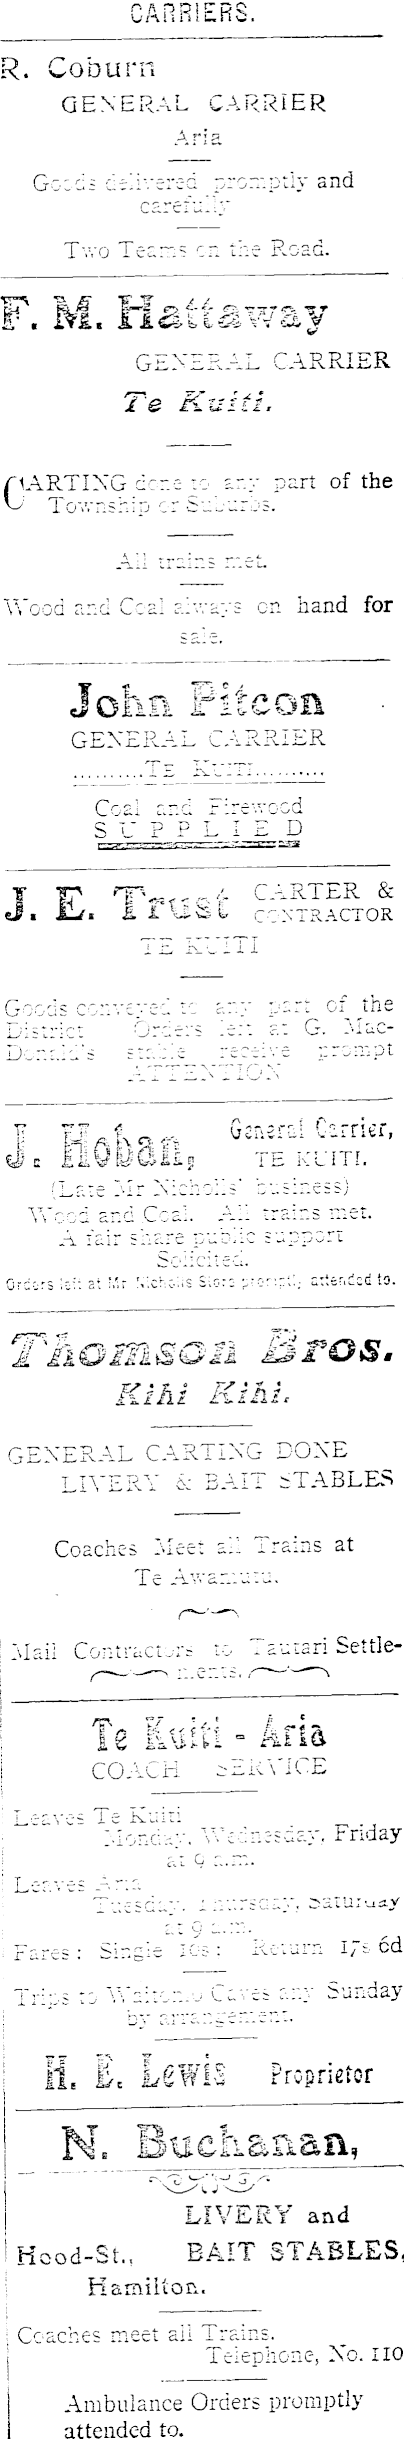 CARRIERS.
R. Coburn
GENERAL CARRIER
Aria
Goods delivered promptly and
carefully
Two Teams on the Road.
F. M. Hattaway
GENERAL CARRIER
Te Kuiti.
CARTING done to any part of the
Township or Suburbs.
All trains met.
Wood and Coal always on hand for
sale.
John Pitcon
GENERAL CARRIER
..........TE KUITI..........
Coal and Firewood
SUPPLIED
J. E. Trust CARTER &
CONTRACTOR
TE KUITI
Goods conveyed to any part of the
District Orders left at G. Mac-
Donald's stable receive prompt
ATTENTION
J. Hoban, General Carrier,
TE KUITI.
(Late Mr Nicholls' business)
Wood and Coal. All trains met.
A fair share public support
Solicited.
Orders left at Mr Nicholls Store promptly attended to.
Thomson Bros.
Kihi Kihi.
GENERAL CARTING DONE
LIVERY & BAIT STABLES
Coaches Meet all Trains at
Te Awamutu.
Mail Contractors to Tautari Settle-
ments.
Te Kuiti - Aria
COACH SERVICE
Leaves Te Kuiti
Monday, Wednesday, Friday
at 9 a.m.
Leaves Aria
Tuesday, Thursday, Saturday
at 9 a.m.
Fares: Single 10s: Return 17s 6d
Trips to Waitomo Caves any Sunday
by arrangement.
H. E. Lewis Proprietor
N. Buchanan,
LIVERY and
Hood-St., BAIT STABLES,
Hamilton.
Coaches meet all Trains.
Telephone, No. 110
Ambulance Orders promptly
attended to.